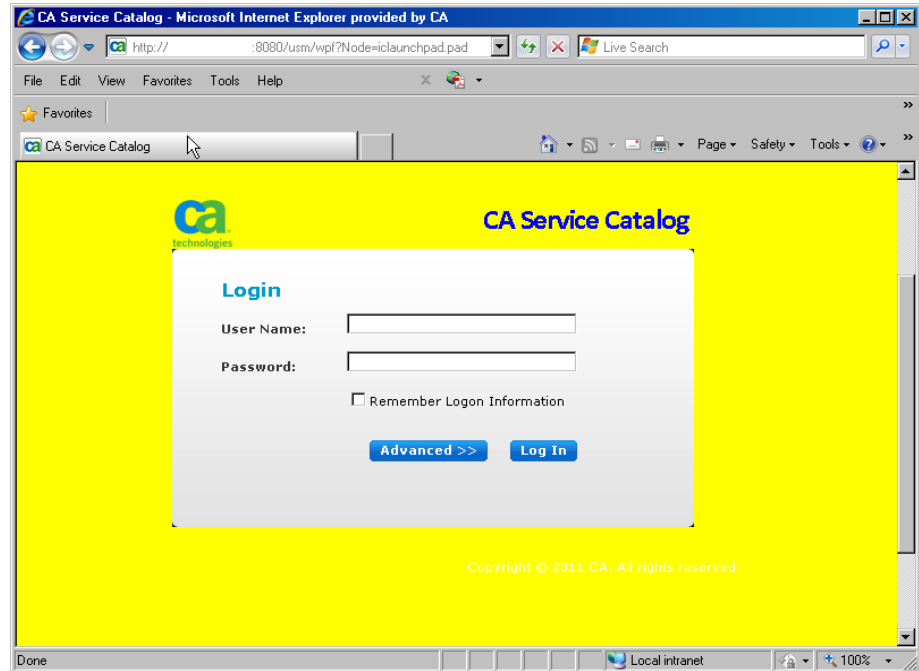 CA Service Catalog - Microsoft Internet Explorer provided by CA
ca http:// :8080/usm/wpf?Node=iclaunchpad.pad Live Search
File Edit View Favorites Tools Help
Favorites
ca CA Service Catalog Page Safety Tools
ca technologies
CA Service Catalog
Login
User Name:
Password:
Remember Logon Information
Advanced >> Log In
Copyright © 2011 CA. All rights reserved.
Done Local intranet 100%